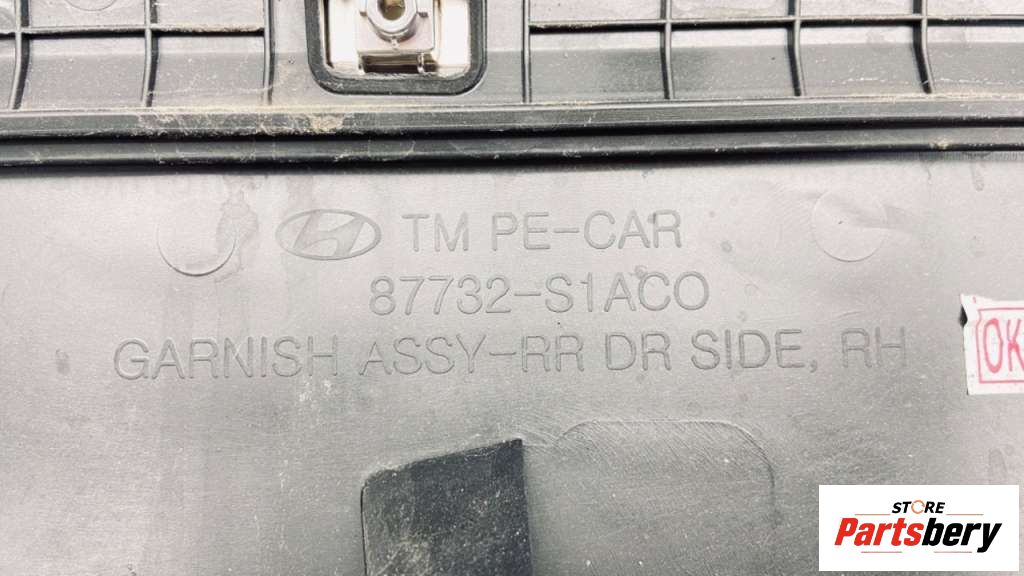 TM PE-CAR
87732-S1AC0
GARNISH ASSY-RR DR SIDE, RH
OK
STORE
Partsbery